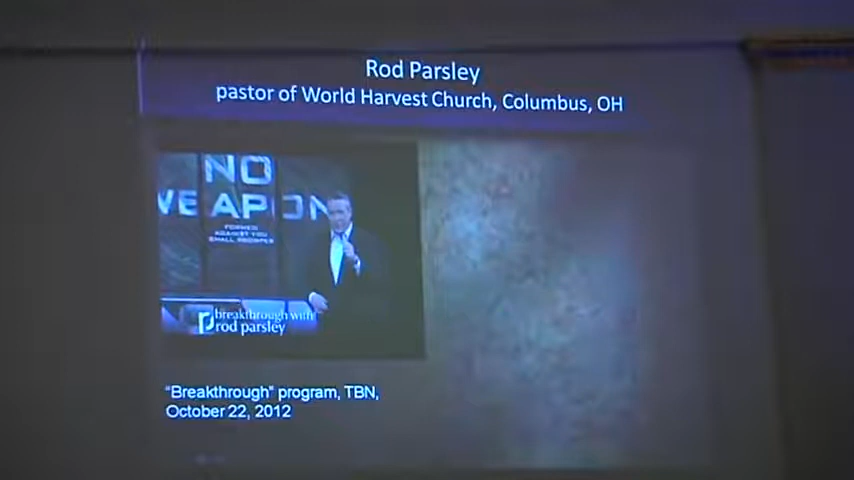 Rod Parsley
pastor of World Harvest Church, Columbus, OH
NO
WEAPON
FORMED
AGAINST YOU
SHALL PROSPER
breakthrough with
rod parsley
"Breakthrough" program, TBN,
October 22, 2012